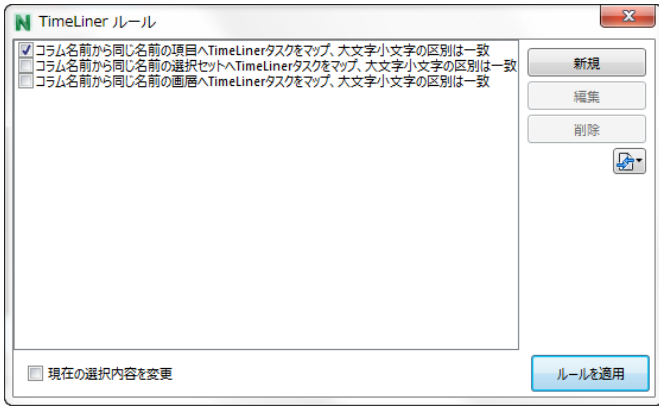 TimeLiner ルール
コラム名前から同じ名前の項目へTimeLinerタスクをマップ、大文字小文字の区別は一致
コラム名前から同じ名前の選択セットへTimeLinerタスクをマップ、大文字小文字の区別は一致
コラム名前から同じ名前の画層へTimeLinerタスクをマップ、大文字小文字の区別は一致
新規
編集
削除
現在の選択内容を変更
ルールを適用